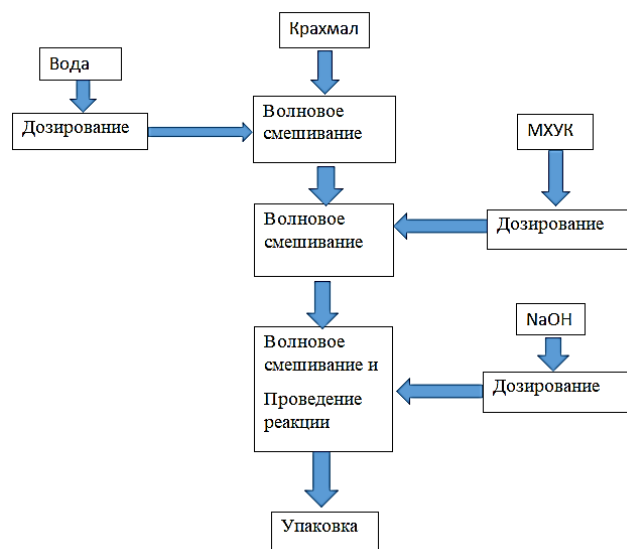 Крахмал
Вода
Дозирование
Волновое
смешивание
МХУК
Волновое
смешивание
Дозирование
NaOH
Волновое
смешивание и
Проведение
реакции
Дозирование
Упаковка